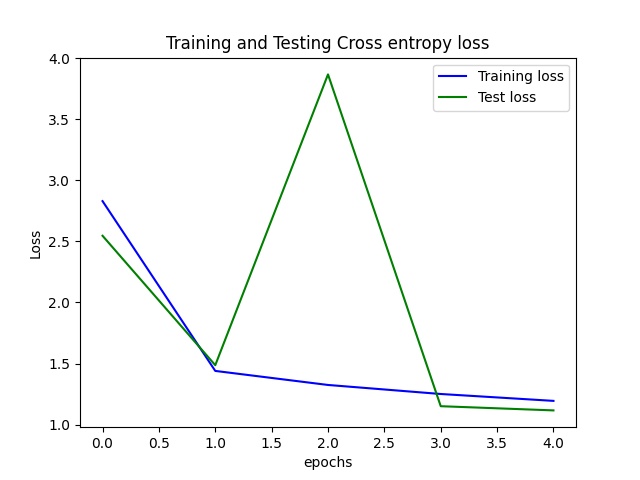 Training and Testing Cross entropy loss
Training loss
Test loss
Loss
4.0
3.5
3.0
2.5
2.0
1.5
1.0
0.0 0.5 1.0 1.5 2.0 2.5 3.0 3.5 4.0
epochs